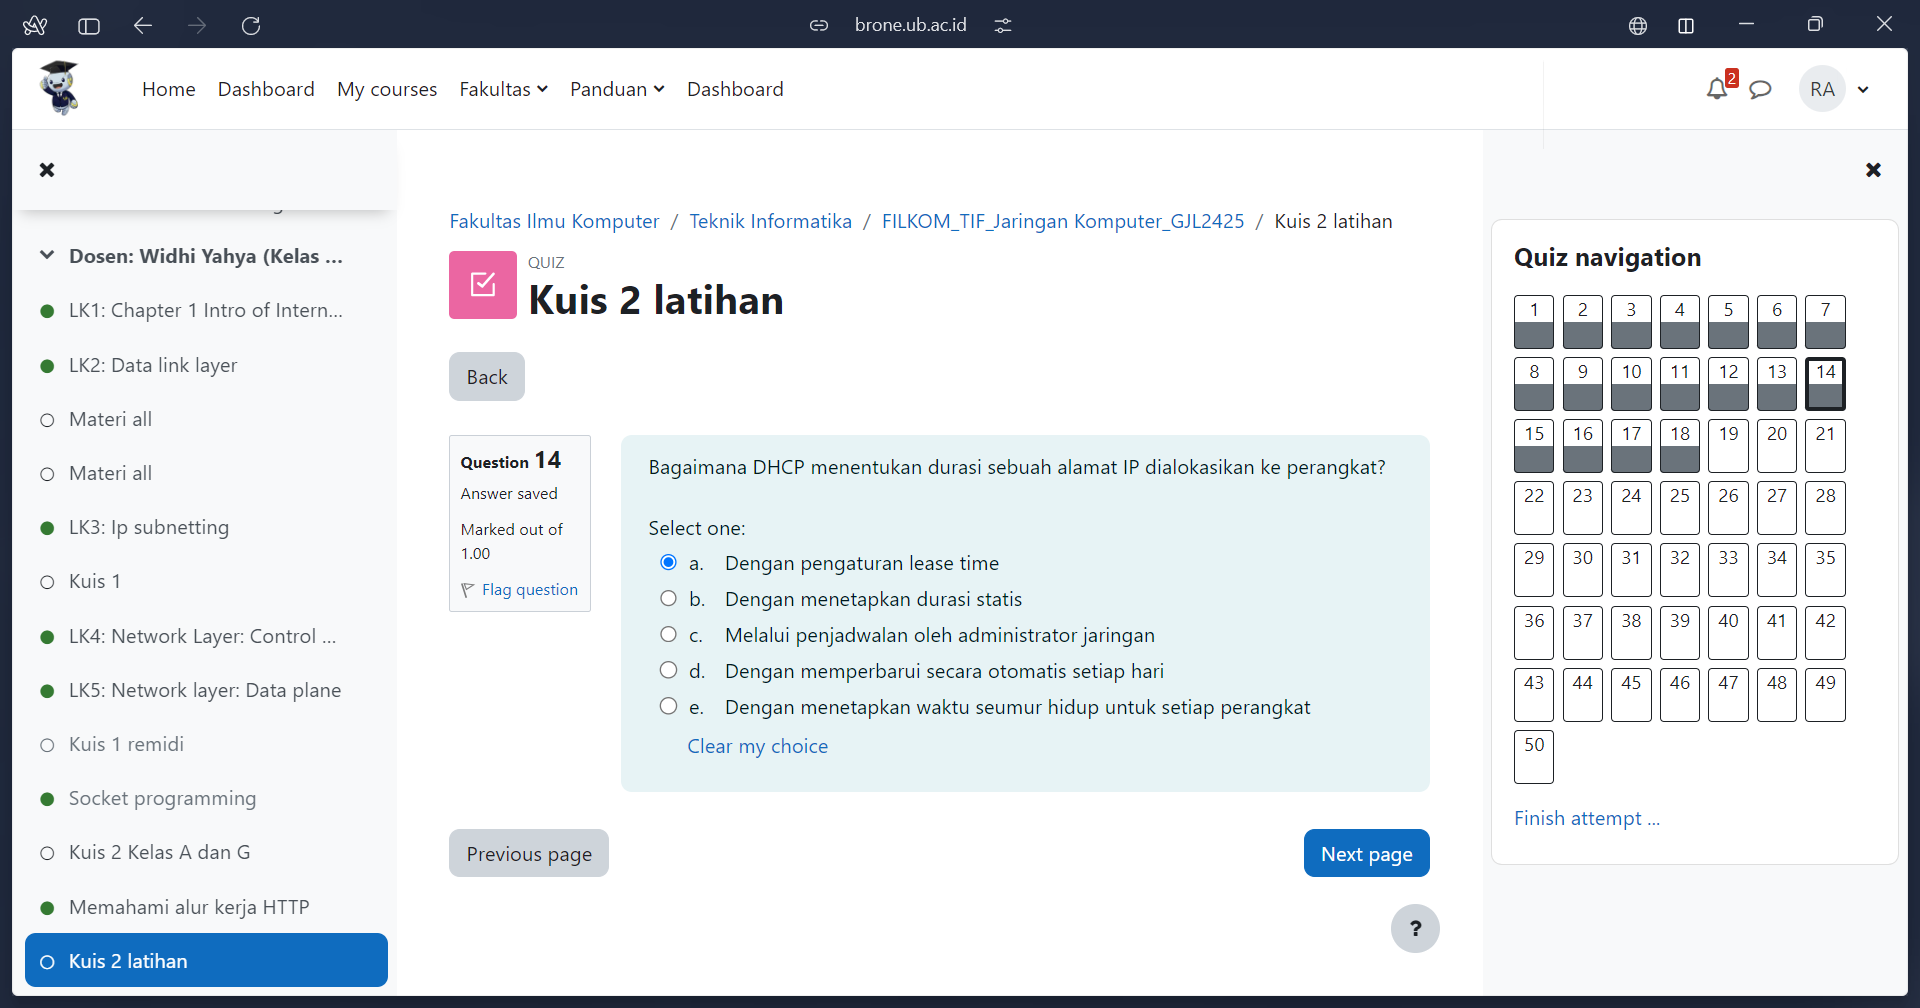 brone.ub.ac.id
Home Dashboard My courses Fakultas Panduan Dashboard
2
RA
Dosen: Widhi Yahya (Kelas ...
LK1: Chapter 1 Intro of Intern...
LK2: Data link layer
Materi all
Materi all
LK3: Ip subnetting
Kuis 1
LK4: Network Layer: Control ...
LK5: Network layer: Data plane
Kuis 1 remidi
Socket programming
Kuis 2 Kelas A dan G
Memahami alur kerja HTTP
Kuis 2 latihan
Fakultas Ilmu Komputer / Teknik Informatika / FILKOM_TIF_Jaringan Komputer_GJL2425 / Kuis 2 latihan
QUIZ
Kuis 2 latihan
Back
Question 14
Answer saved
Marked out of
1.00
Flag question
Bagaimana DHCP menentukan durasi sebuah alamat IP dialokasikan ke perangkat?
Select one:
a. Dengan pengaturan lease time
b. Dengan menetapkan durasi statis
c. Melalui penjadwalan oleh administrator jaringan
d. Dengan memperbarui secara otomatis setiap hari
e. Dengan menetapkan waktu seumur hidup untuk setiap perangkat
Clear my choice
Previous page
Next page
?
Quiz navigation
1 2 3 4 5 6 7
8 9 10 11 12 13 14
15 16 17 18 19 20 21
22 23 24 25 26 27 28
29 30 31 32 33 34 35
36 37 38 39 40 41 42
43 44 45 46 47 48 49
50
Finish attempt ...